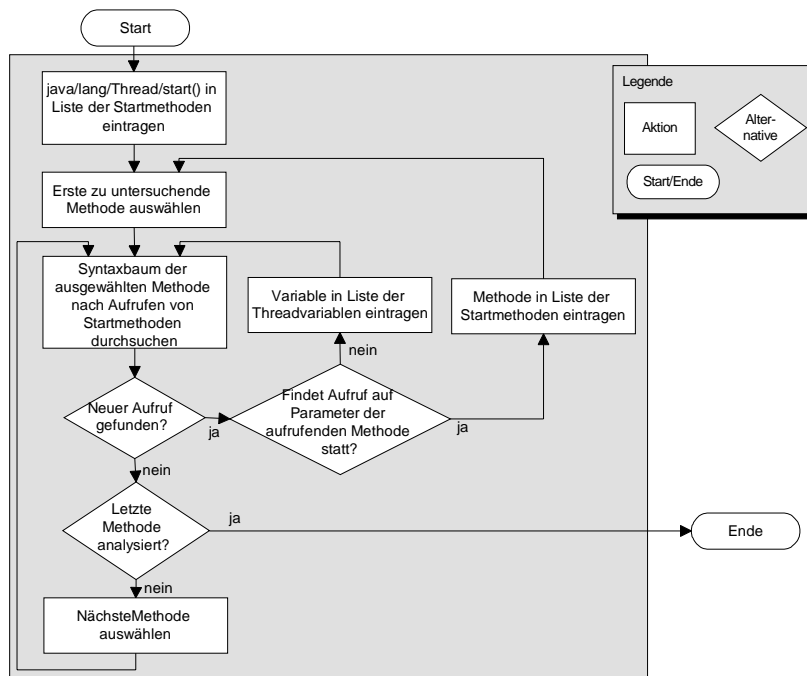 Start
java/lang/Thread/start() in
Liste der Startmethoden
eintragen
Legende
Aktion
Alter-
native
Start/Ende
Erste zu untersuchende
Methode auswählen
Syntaxbaum der
ausgewählten Methode
nach Aufrufen von
Startmethoden
durchsuchen
Variable in Liste der
Threadvariablen eintragen
Methode in Liste der
Startmethoden eintragen
nein
Neuer Aufruf
gefunden?
ja
Findet Aufruf auf
Parameter der
aufrufenden Methode
statt?
ja
nein
Letzte
Methode
analysiert?
ja
Ende
nein
NächsteMethode
auswählen